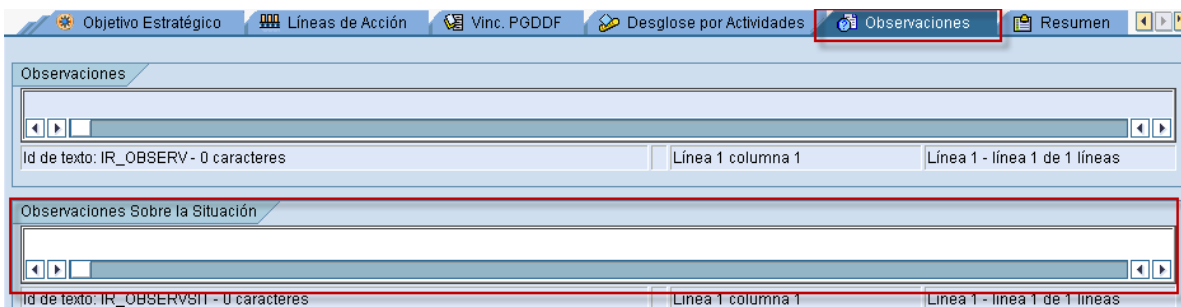 Objetivo Estratégico Líneas de Acción Vinc. PGDDF Desglose por Actividades Observaciones Resumen
Observaciones
Id de texto: IR_OBSERV - 0 caracteres Línea 1 columna 1 Línea 1 - línea 1 de 1 líneas
Observaciones Sobre la Situación
Id de texto: IR_OBSERVSIT - 0 caracteres Línea 1 columna 1 Línea 1 - línea 1 de 1 líneas